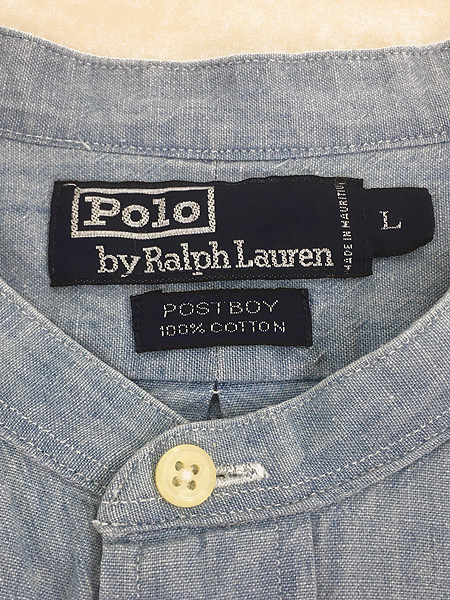 Polo
by Ralph Lauren
MADE IN MAURITIUS
L
POSTBOY
100% COTTON